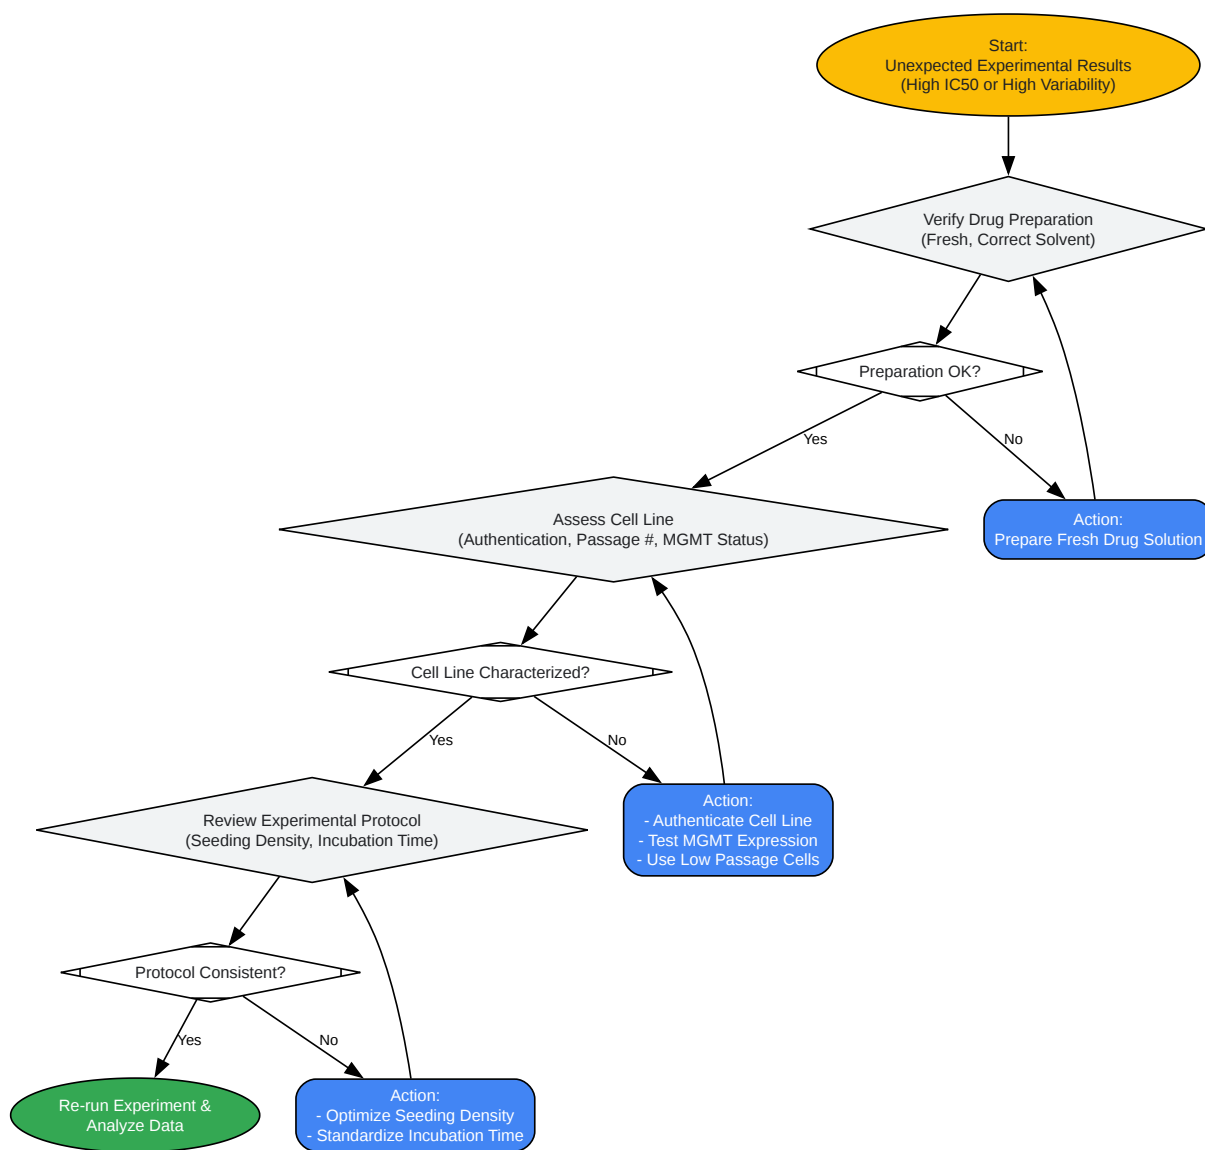 Start:
Unexpected Experimental Results
(High IC50 or High Variability)
Verify Drug Preparation
(Fresh, Correct Solvent)
Preparation OK?
Yes
No
Assess Cell Line
(Authentication, Passage #, MGMT Status)
Action:
Prepare Fresh Drug Solution
Cell Line Characterized?
Yes
No
Review Experimental Protocol
(Seeding Density, Incubation Time)
Action:
- Authenticate Cell Line
- Test MGMT Expression
- Use Low Passage Cells
Protocol Consistent?
Yes
No
Re-run Experiment &
Analyze Data
Action:
- Optimize Seeding Density
- Standardize Incubation Time